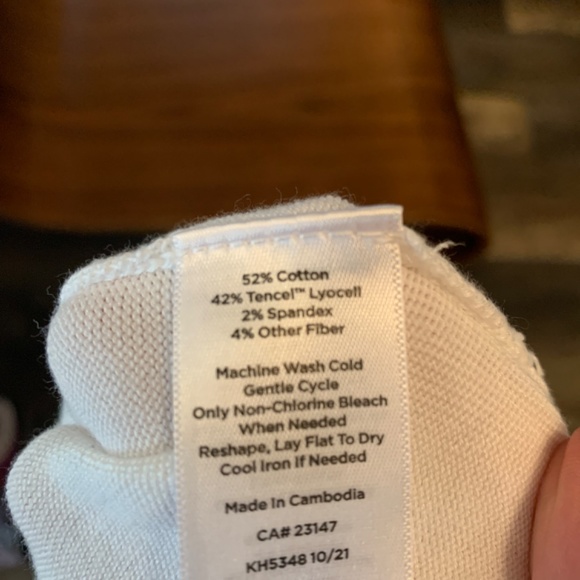 52% Cotton
42% Tencel™ Lyocell
2% Spandex
4% Other Fiber
Machine Wash Cold
Gentle Cycle
Only Non-Chlorine Bleach
When Needed
Reshape, Lay Flat To Dry
Cool Iron If Needed
Made In Cambodia
CA# 23147
KH5348 10/21